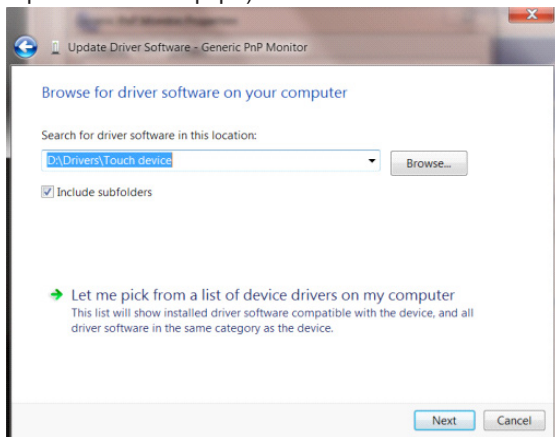 Update Driver Software - Generic PnP Monitor
Browse for driver software on your computer
Search for driver software in this location:
D:\Drivers\Touch device
Browse...
Include subfolders
Let me pick from a list of device drivers on my computer
This list will show installed driver software compatible with the device, and all
driver software in the same category as the device.
Next Cancel